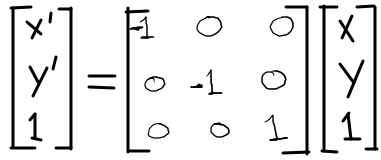 [x'] [-1 0 0] [x]
[y'] = [0 -1 0] [y]
[1] [0 0 1] [1]